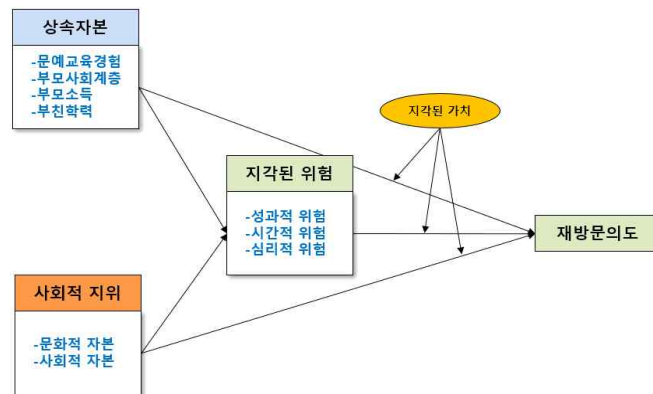 상속자본
-문예교육경험
-부모사회계층
-부모소득
-부친학력
지각된 가치
지각된 위험
-성과적 위험
-시간적 위험
-심리적 위험
재방문의도
사회적 지위
-문화적 자본
-사회적 자본